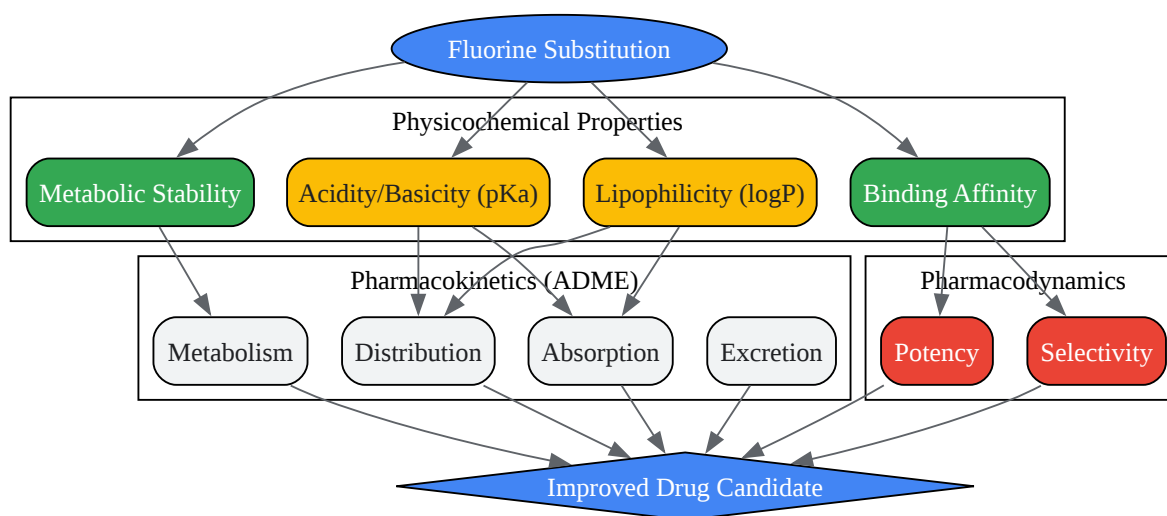 Fluorine Substitution
Physicochemical Properties
Metabolic Stability
Acidity/Basicity (pKa)
Lipophilicity (logP)
Binding Affinity
Pharmacokinetics (ADME)
Pharmacodynamics
Metabolism
Distribution
Absorption
Excretion
Potency
Selectivity
Improved Drug Candidate